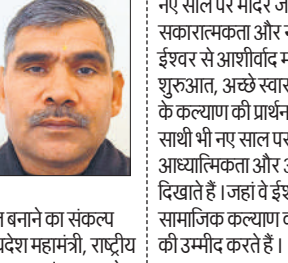 न बनाने का संकल्प
प्रदेश महामंत्री, राष्ट्रीय
नए साल पर मंदिर ज
सकारात्मकता और न
ईश्वर से आशीर्वाद म
शुरुआत, अच्छे स्वास
के कल्याण की प्रार्थन
साथी भी नए साल पर
आध्यात्मिकता और अ
दिखाते हैं।जहां वे ईश
सामाजिक कल्याण व
की उम्मीद करते हैं।